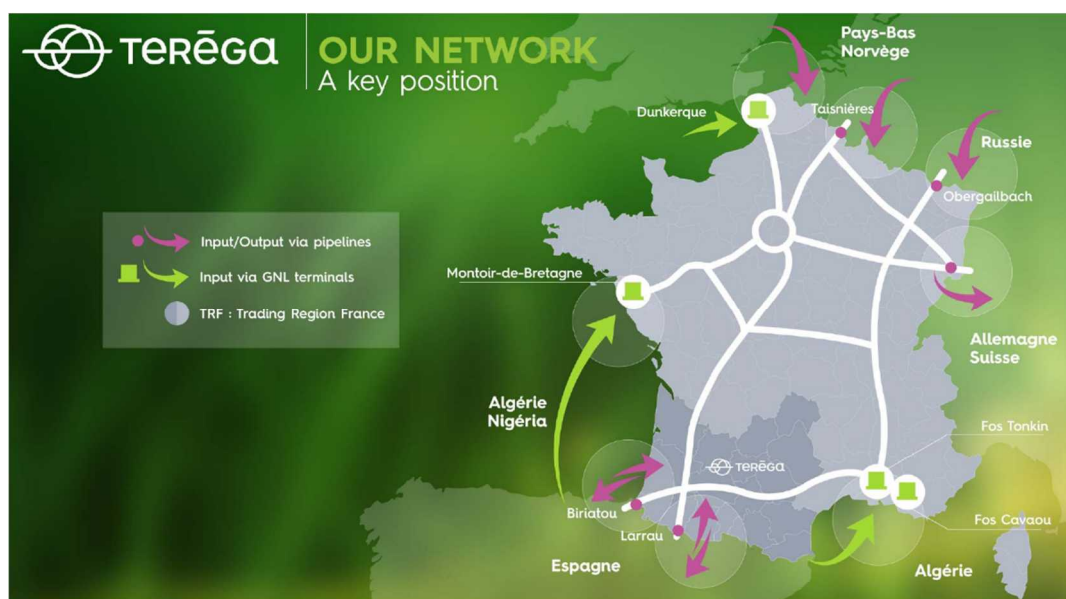 TERĒGA
OUR NETWORK
A key position
Input/Output via pipelines
Input via GNL terminals
TRF : Trading Region France
Pays-Bas
Norvège
Dunkerque
Taisnières
Russie
Obergailbach
Montoir-de-Bretagne
Allemagne
Suisse
Algérie
Nigéria
Fos Tonkin
TERĒGA
Biriatou
Larrau
Fos Cavaou
Espagne
Algérie